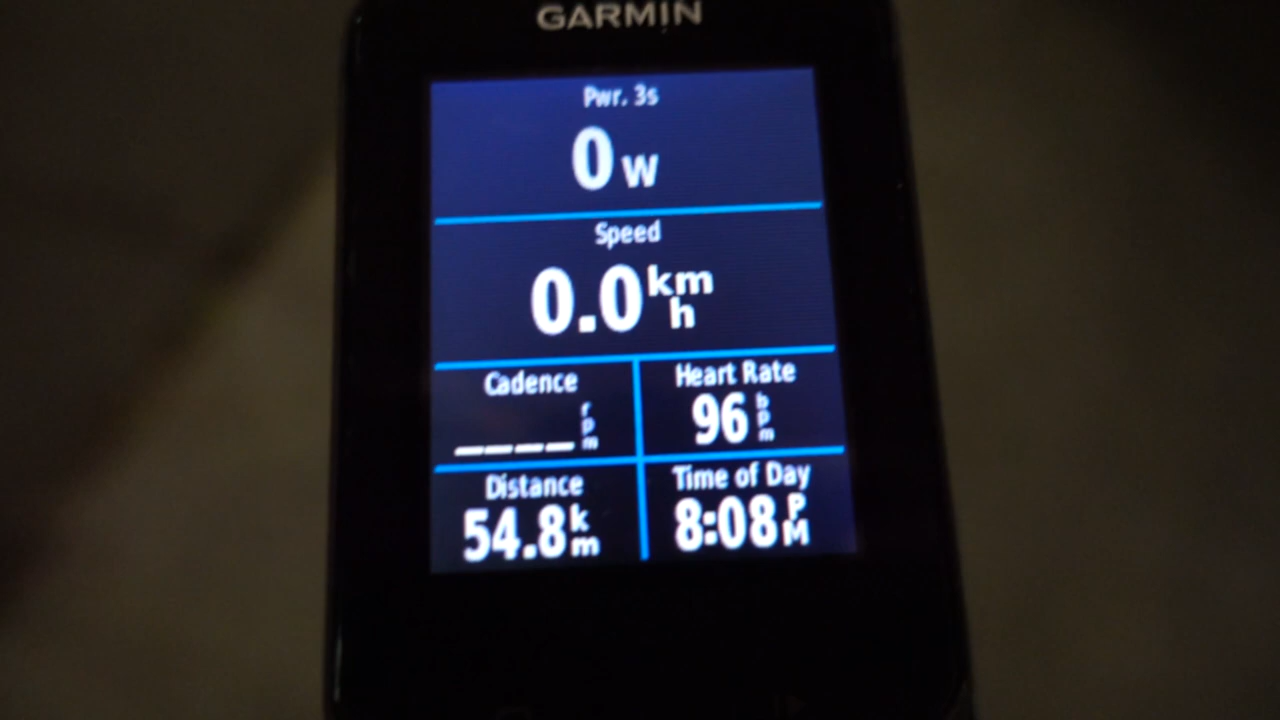 GARMIN
Pwr. 3s
0 W
Speed
0.0 km/h
Cadence
____ rpm
Heart Rate
96 bpm
Distance
54.8 km
Time of Day
8:08 PM